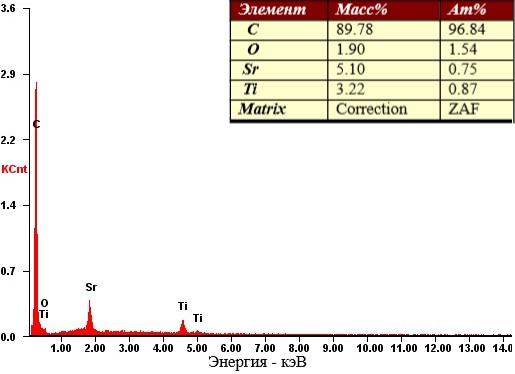 Элемент Масс% Ат%
C 89.78 96.84
O 1.90 1.54
Sr 5.10 0.75
Ti 3.22 0.87
Matrix Correction ZAF
3.6
2.9
2.2
KCnt
1.4
0.7
0.0
C
O
Ti
Sr
Ti
Ti
1.00 2.00 3.00 4.00 5.00 6.00 7.00 8.00 9.00 10.00 11.00 12.00 13.00 14.0
Энергия - кэВ